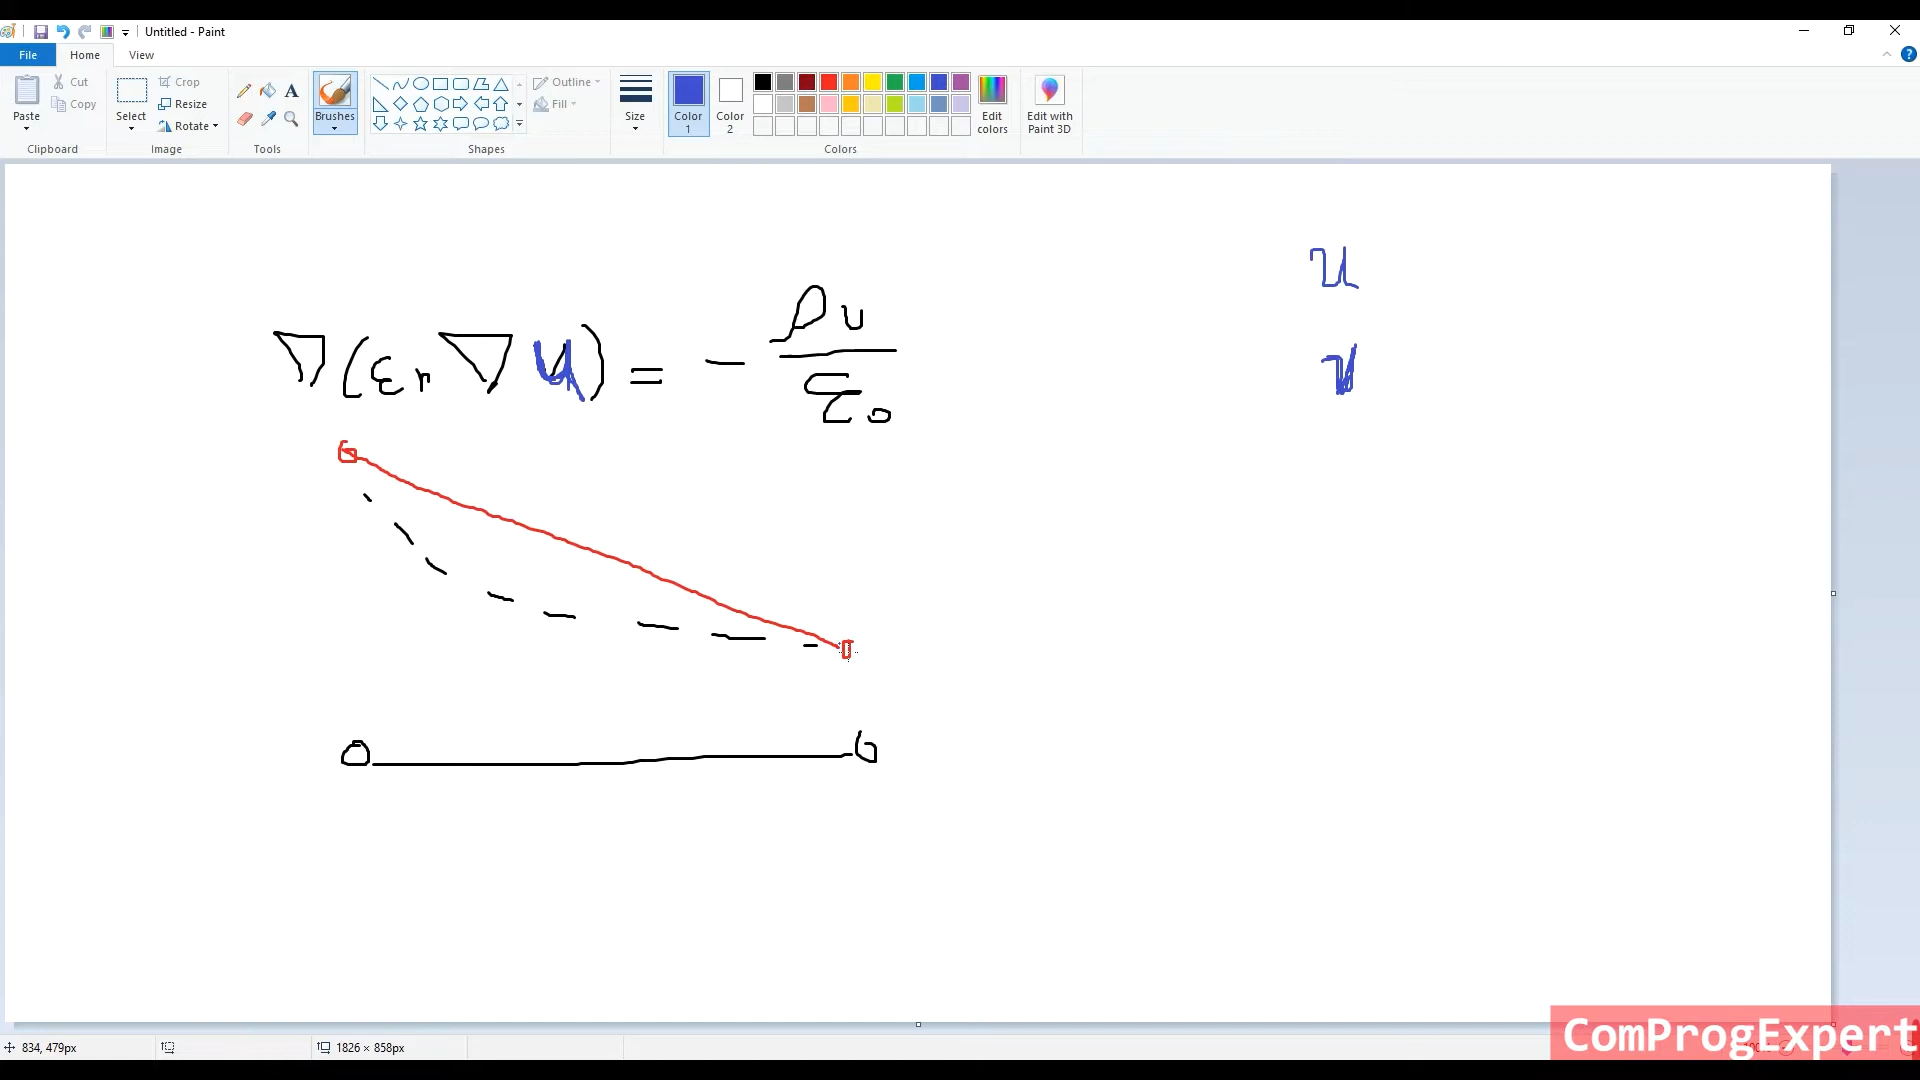 Untitled - Paint
File Home View
Paste Cut Copy Clipboard
Select Crop Resize Rotate Image
Tools
Brushes
Shapes
Outline Fill
Size
Color 1 Color 2
Edit colors
Colors
Edit with Paint 3D
u
∇(εr ∇ u) = - ρv / ε0
u
834, 479px
1826 × 858px
ComProgExpert